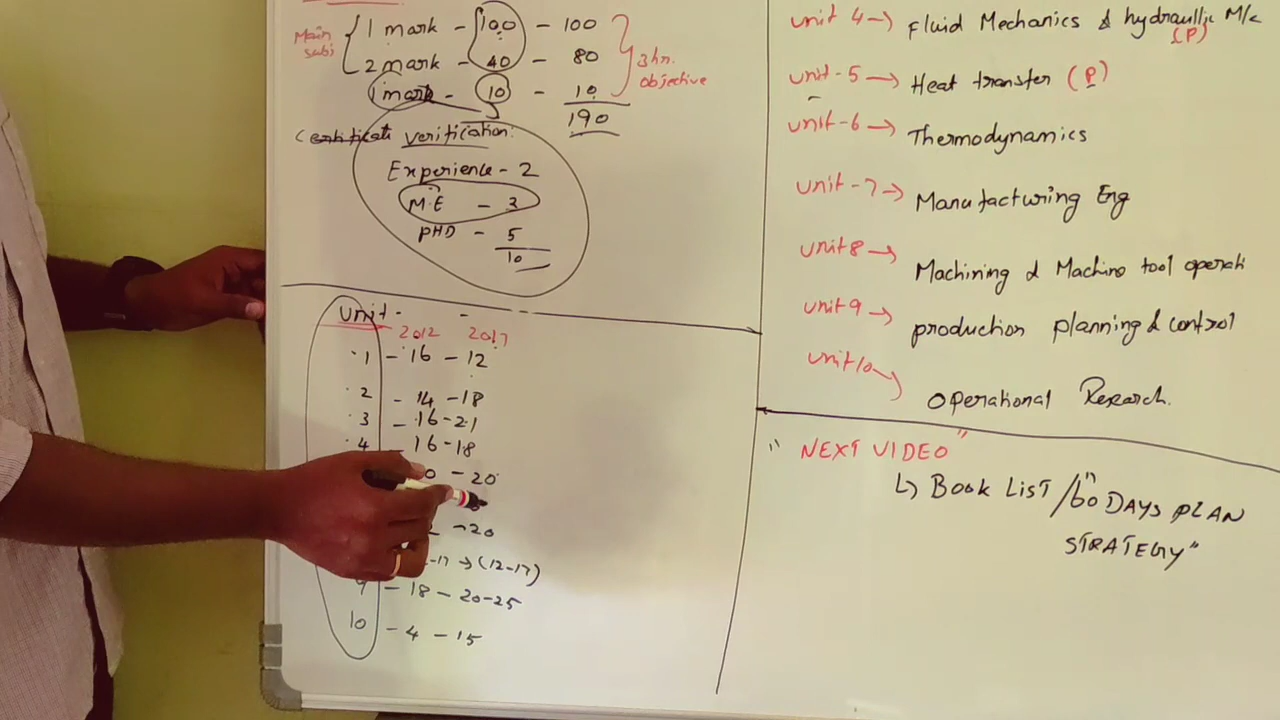 Main
subj
1 mark - 100 - 100
2 mark - 40 - 80
1 mark - 10 - 10
190
3hr.
objective
Certificate verification:
Experience - 2
M.E - 3
PHD - 5
10
unit
2012 2017
1 - 16 - 12
2 - 14 - 18
3 - 16 - 21
4 - 16 - 18
- 20
- 20
-17 → (12-17)
9 - 18 - 20-25
10 - 4 - 15
unit 4 → Fluid Mechanics & hydraullic M/c
(P)
unit-5 → Heat transfer (P)
unit-6 → Thermodynamics
unit-7 → Manufacturing Eng
unit 8 → Machining & Machine tool operati
unit 9 → production planning & control
unit 10 → Operational Research.
"NEXT VIDEO"
↳ BOOK LIST / 60 DAYS PLAN
STRATEGY"